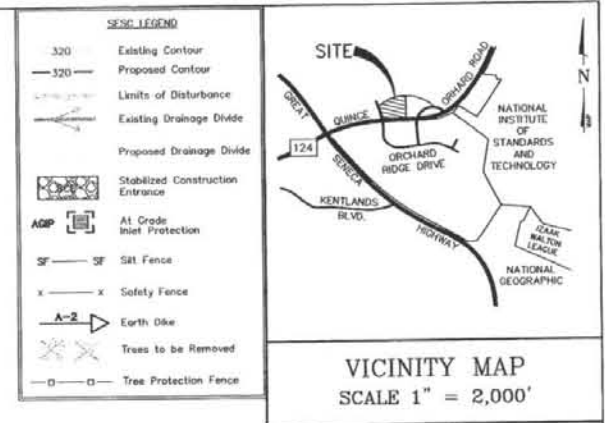 SESC LEGEND
320 Existing Contour
320 Proposed Contour
Limits of Disturbance
Existing Drainage Divide
Proposed Drainage Divide
SCE Stabilized Construction
Entrance
AGIP At Grade
Inlet Protection
SF SF Silt Fence
x x Safety Fence
A-2 Earth Dike
Trees to be Removed
Tree Protection Fence
SITE
N
QUINCE ORHARD ROAD
GREAT SENECA HIGHWAY
124
ORCHARD
RIDGE DRIVE
NATIONAL
INSTITUTE
OF
STANDARDS
AND
TECHNOLOGY
KENTLANDS
BLVD.
IZAAK
WALTON
LEAGUE
NATIONAL
GEOGRAPHIC
VICINITY MAP
SCALE 1" = 2,000'